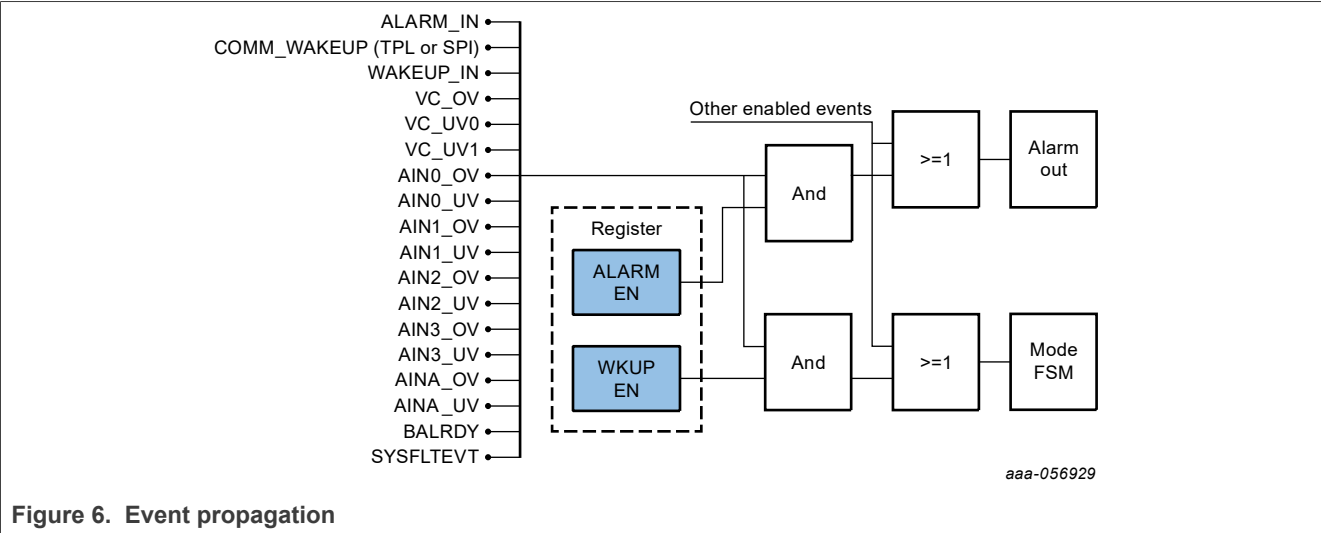 ALARM_IN
COMM_WAKEUP (TPL or SPI)
WAKEUP_IN
VC_OV
VC_UV0
VC_UV1
AIN0_OV
AIN0_UV
AIN1_OV
AIN1_UV
AIN2_OV
AIN2_UV
AIN3_OV
AIN3_UV
AINA_OV
AINA_UV
BALRDY
SYSFLTEVT
Register
ALARM
EN
WKUP
EN
Other enabled events
And
>=1
Alarm
out
And
>=1
Mode
FSM
aaa-056929
Figure 6. Event propagation